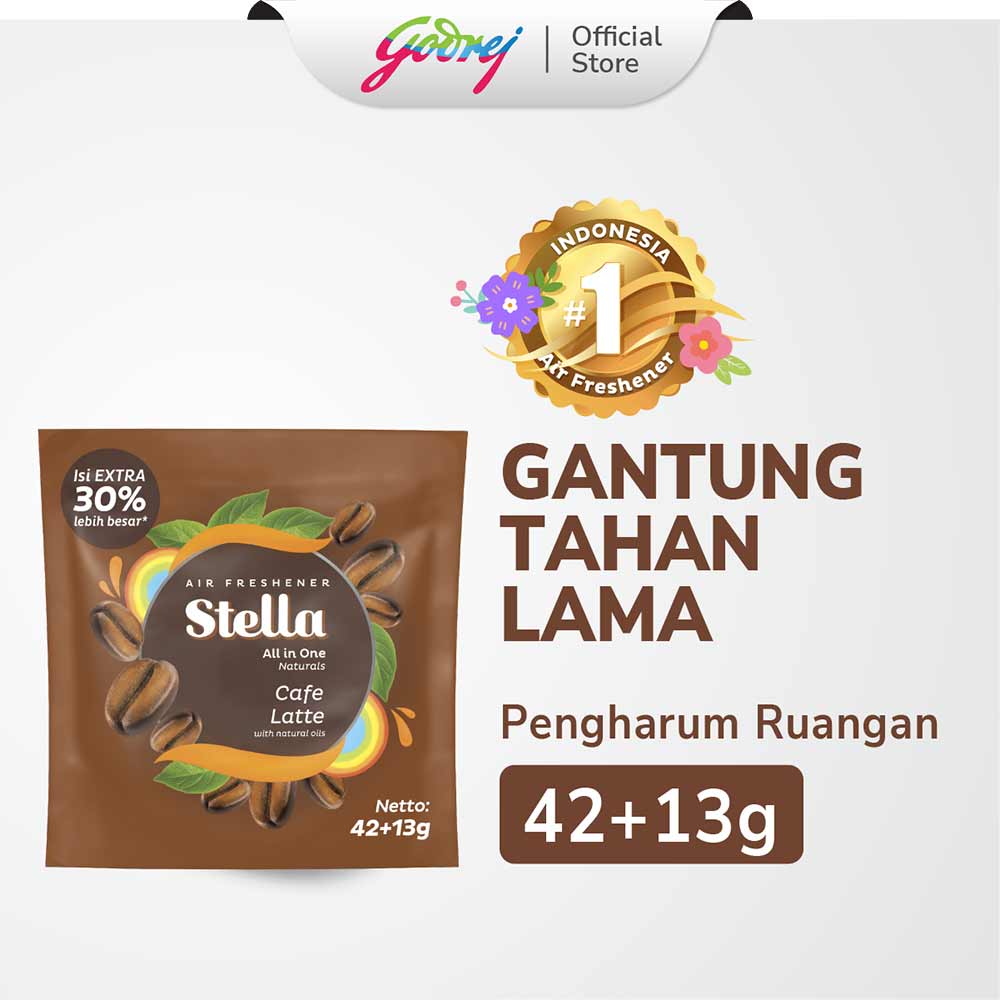 Godrej
Official
Store
INDONESIA
#1
Air Freshener
GANTUNG
TAHAN
LAMA
Pengharum Ruangan
42+13g
Isi EXTRA
30%
lebih besar*
AIR FRESHENER
Stella
All in One
Naturals
Cafe
Latte
with natural oils
Netto:
42+13g